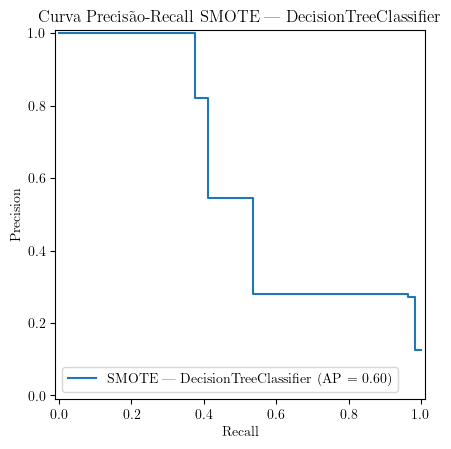 Curva Precisão-Recall SMOTE — DecisionTreeClassifier
1.0
0.8
0.6
0.4
0.2
0.0
Precision
SMOTE — DecisionTreeClassifier (AP = 0.60)
0.0 0.2 0.4 0.6 0.8 1.0
Recall